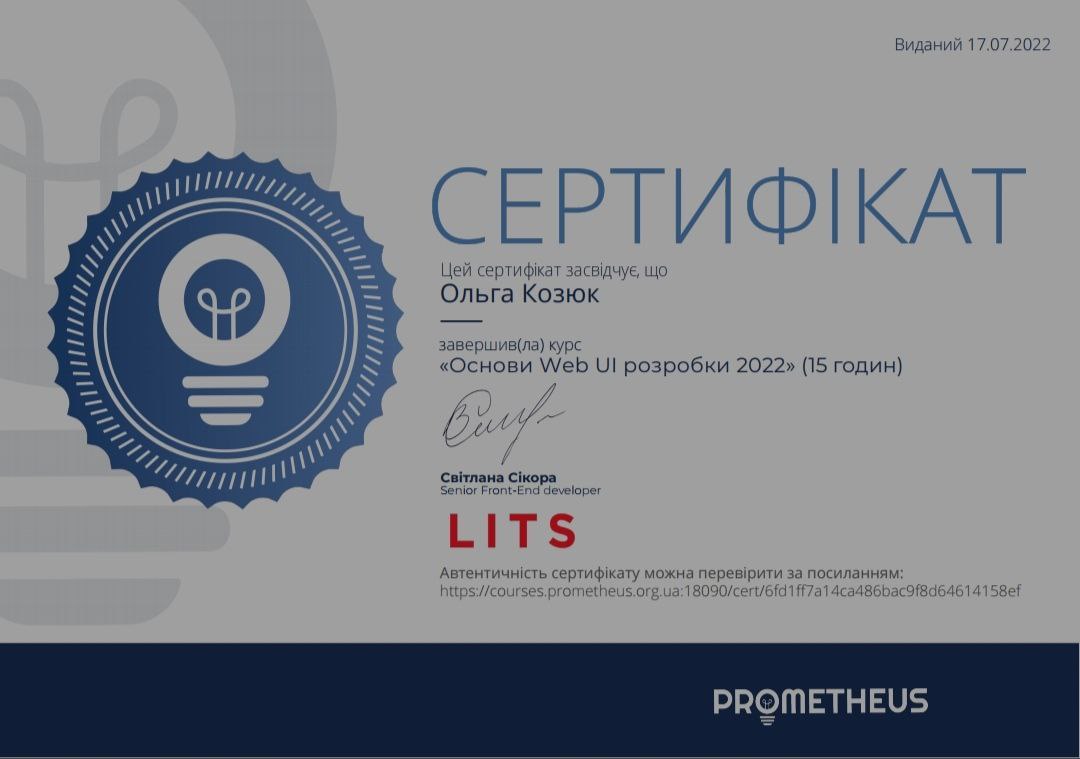 Виданий 17.07.2022
СЕРТИФІКАТ
Цей сертифікат засвідчує, що
Ольга Козюк
завершив(ла) курс
«Основи Web UI розробки 2022» (15 годин)
Світлана Сікора
Senior Front-End developer
LITS
Автентичність сертифікату можна перевірити за посиланням:
https://courses.prometheus.org.ua:18090/cert/6fd1ff7a14ca486bac9f8d64614158ef
PROMETHEUS